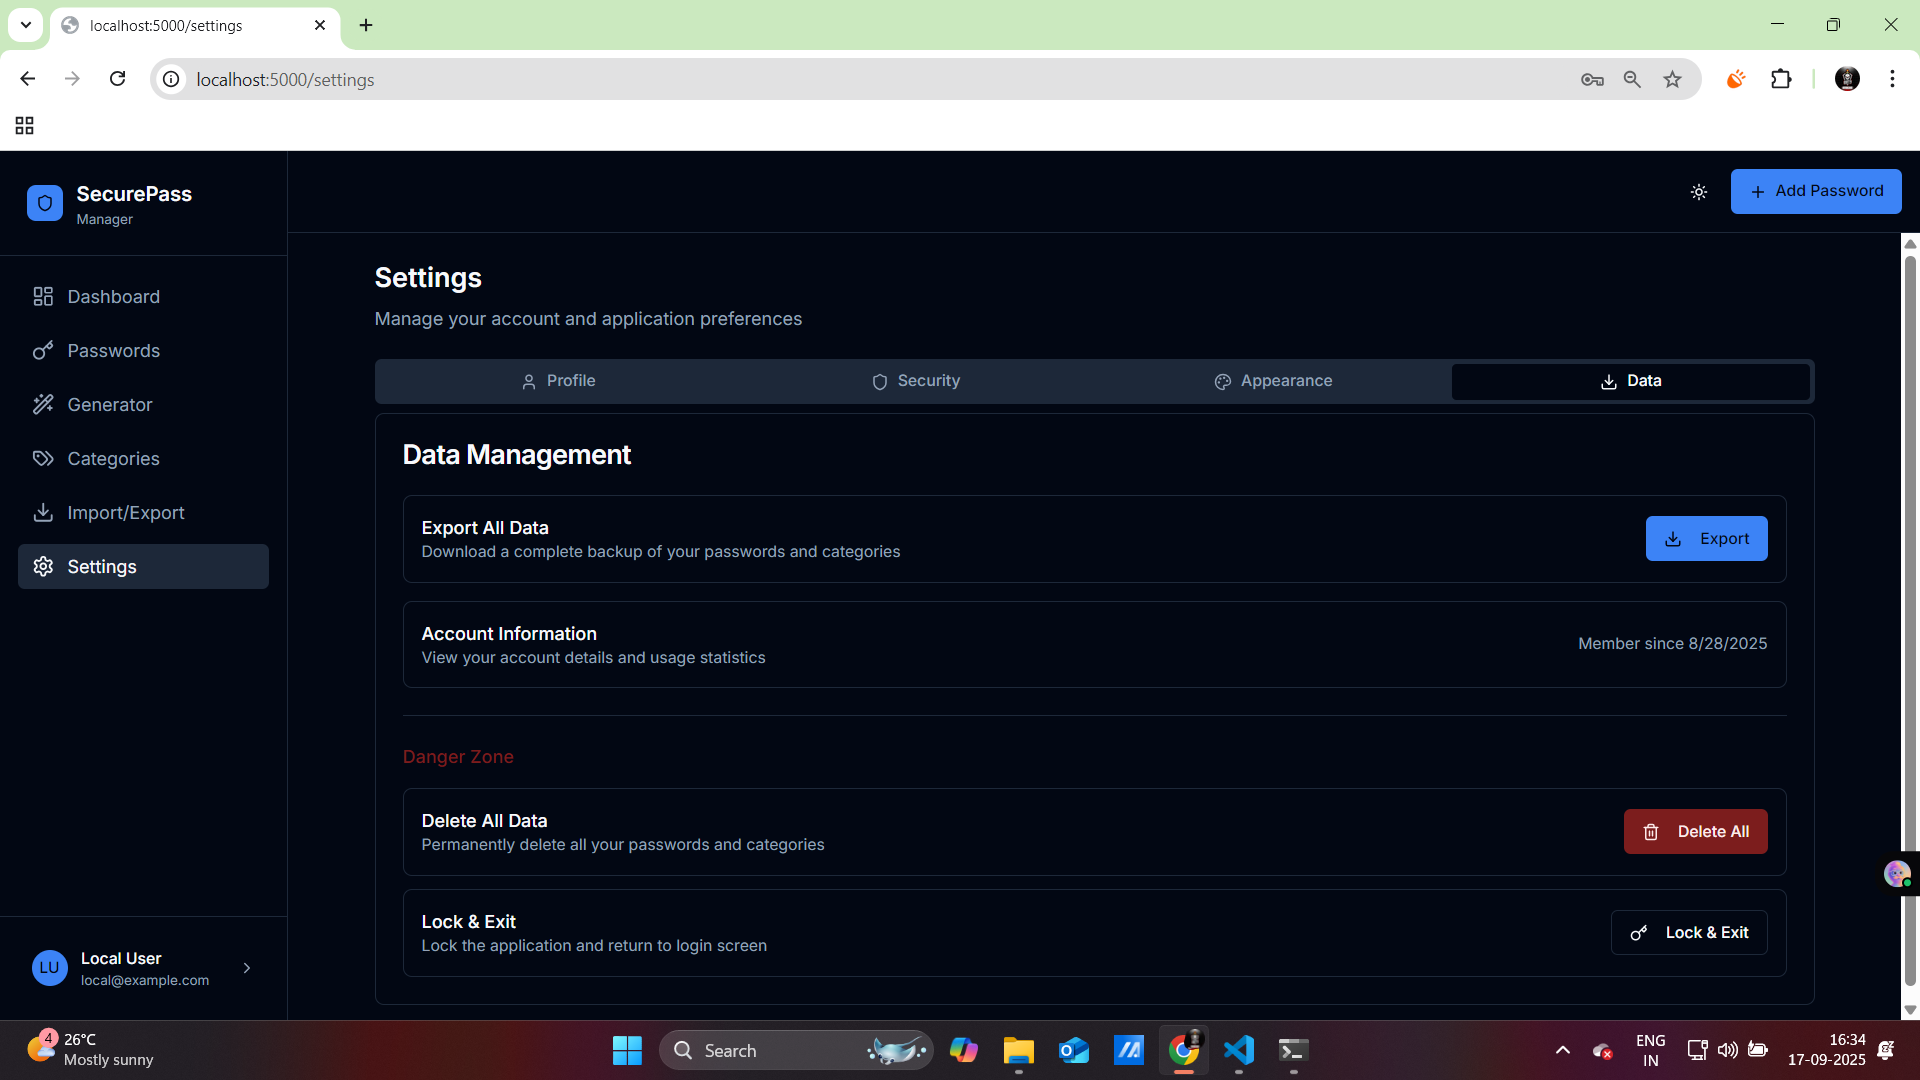 localhost:5000/settings
localhost:5000/settings
SecurePass
Manager
Add Password
Dashboard
Passwords
Generator
Categories
Import/Export
Settings
Settings
Manage your account and application preferences
Profile
Security
Appearance
Data
Data Management
Export All Data
Download a complete backup of your passwords and categories
Export
Account Information
View your account details and usage statistics
Member since 8/28/2025
Danger Zone
Delete All Data
Permanently delete all your passwords and categories
Delete All
Lock & Exit
Lock the application and return to login screen
Lock & Exit
LU
Local User
local@example.com
4
26°C
Mostly sunny
Search
ENG
IN
16:34
17-09-2025